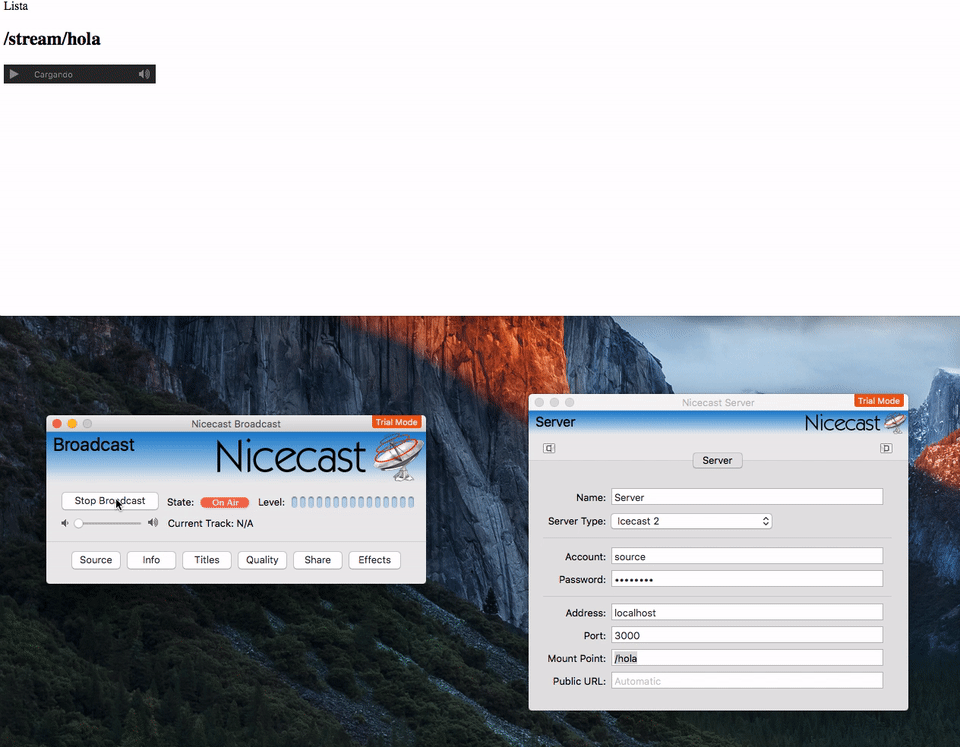 Lista
/stream/hola
Cargando
Nicecast Broadcast
Trial Mode
Broadcast
Nicecast
Stop Broadcast
State: On Air Level:
Current Track: N/A
Source Info Titles Quality Share Effects
Nicecast Server
Trial Mode
Server
Nicecast
Server
Name: Server
Server Type: Icecast 2
Account: source
Password: ••••••••
Address: localhost
Port: 3000
Mount Point: /hola
Public URL: Automatic